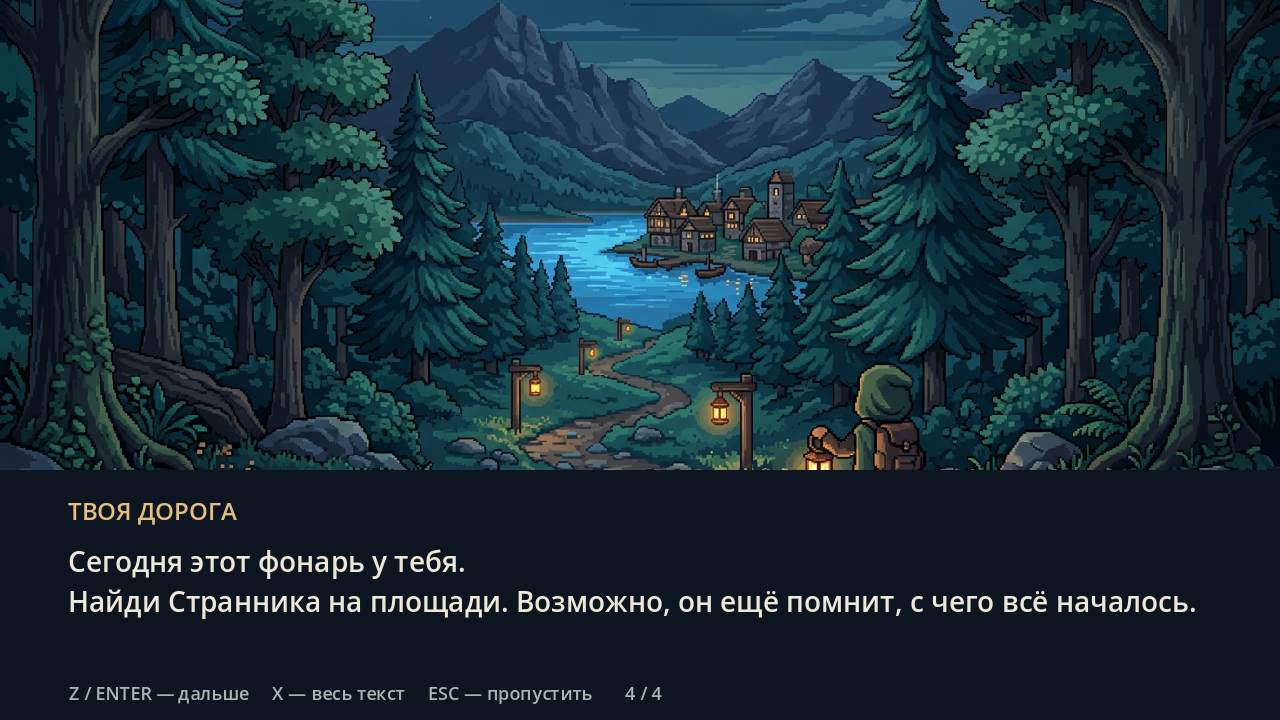 ТВОЯ ДОРОГА
Сегодня этот фонарь у тебя.
Найди Странника на площади. Возможно, он ещё помнит, с чего всё началось.
Z / ENTER — дальше X — весь текст ESC — пропустить 4 / 4